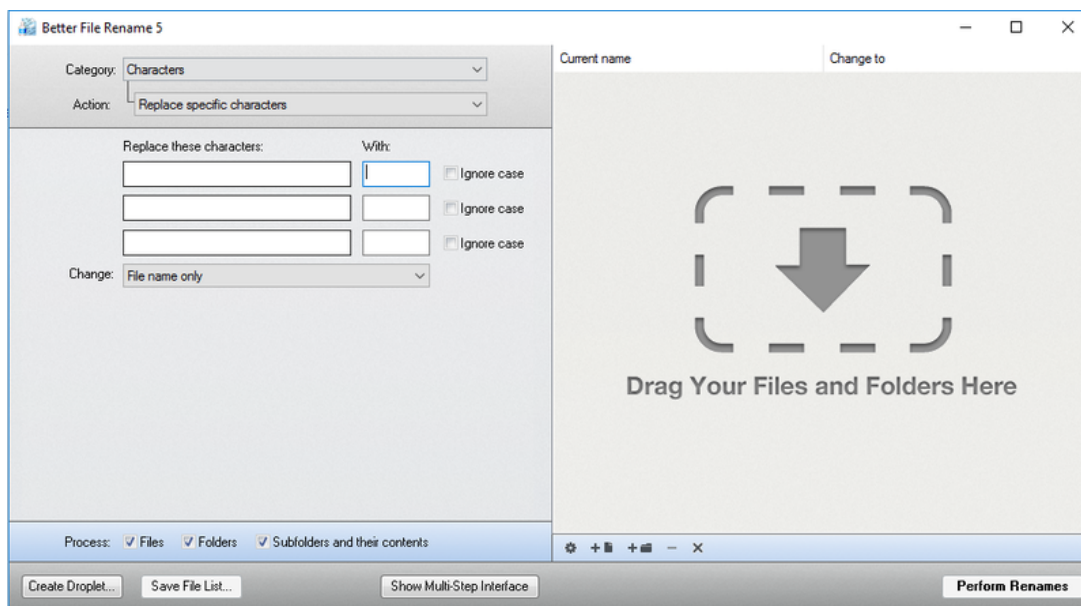 Better File Rename 5
Category: Characters
Action: Replace specific characters
Replace these characters: With:
Ignore case
Ignore case
Ignore case
Change: File name only
Process: Files Folders Subfolders and their contents
Create Droplet... Save File List... Show Multi-Step Interface
Current name Change to
Drag Your Files and Folders Here
Perform Renames